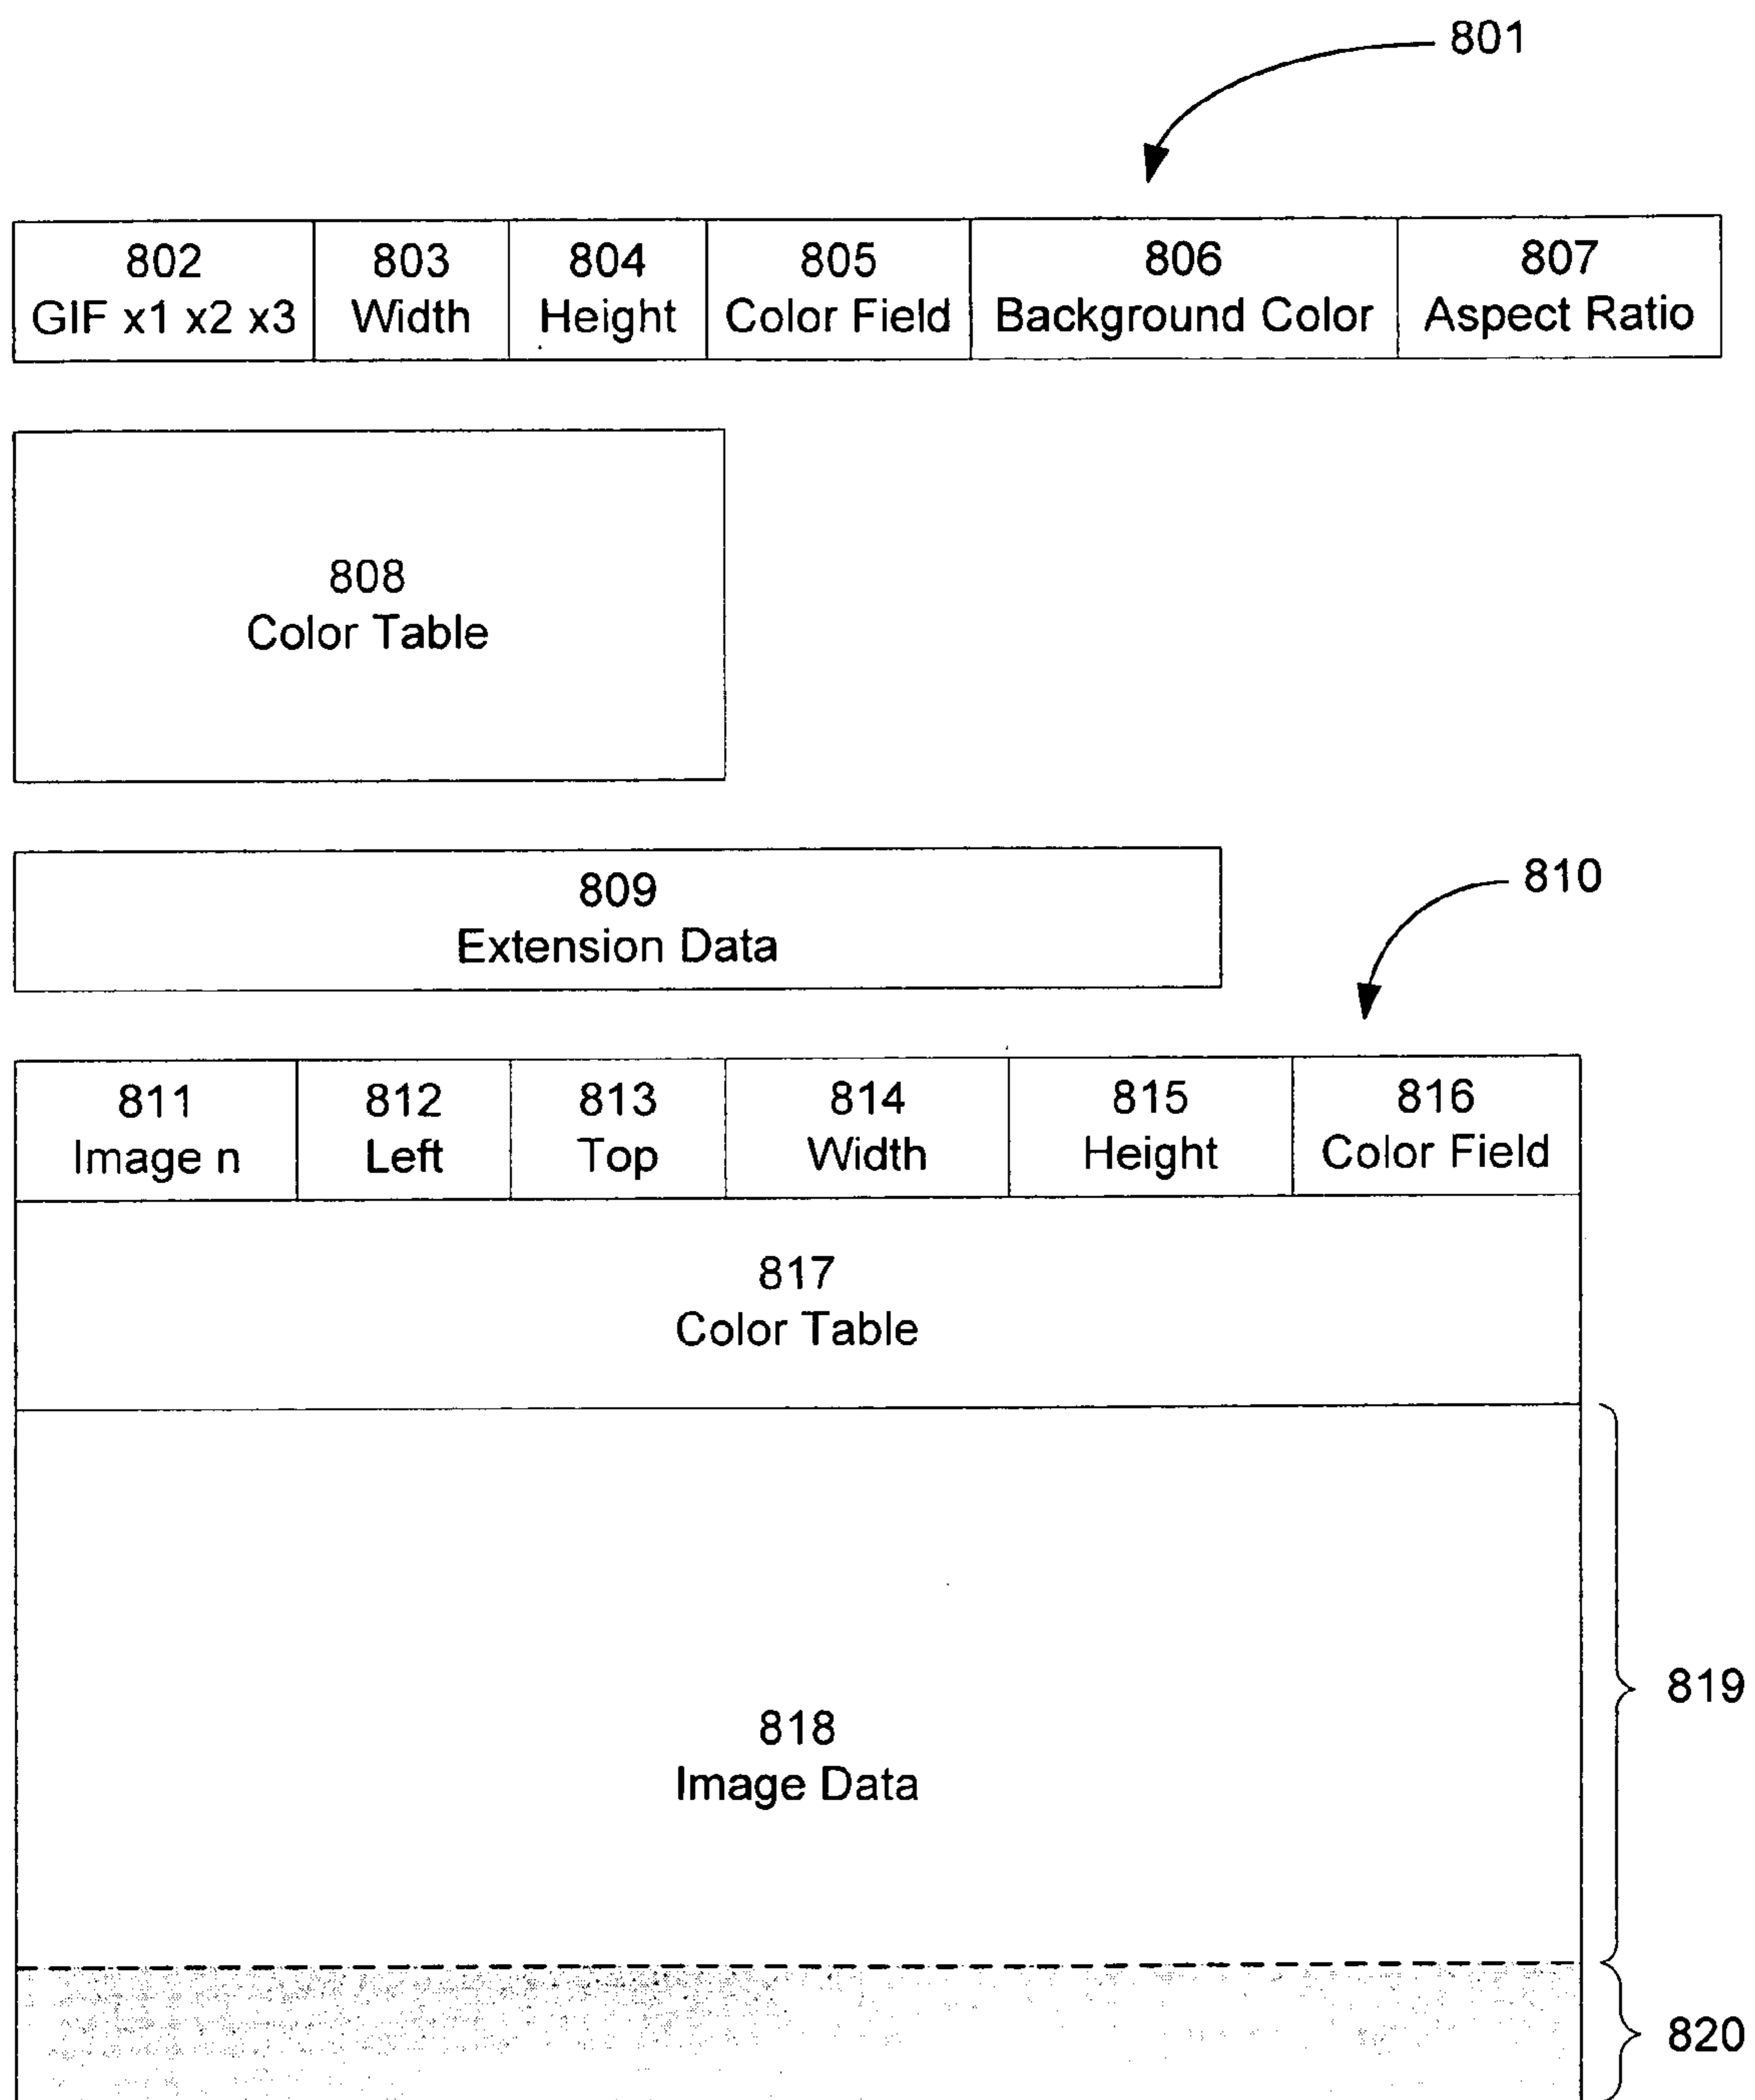 801
802 803 804 805 806 807
GIF x1 x2 x3 Width Height Color Field Background Color Aspect Ratio
808
Color Table
809
Extension Data
810
811 812 813 814 815 816
Image n Left Top Width Height Color Field
817
Color Table
819
818
Image Data
820